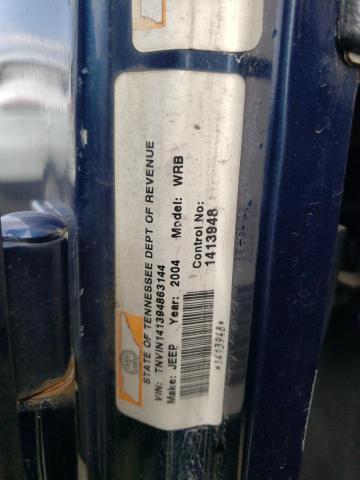 STATE OF TENNESSEE DEPT OF REVENUE
VIN: TNVIN141394863144
Make: JEEP Year: 2004 Model: WRB
Control No:
1413948
*1413948*